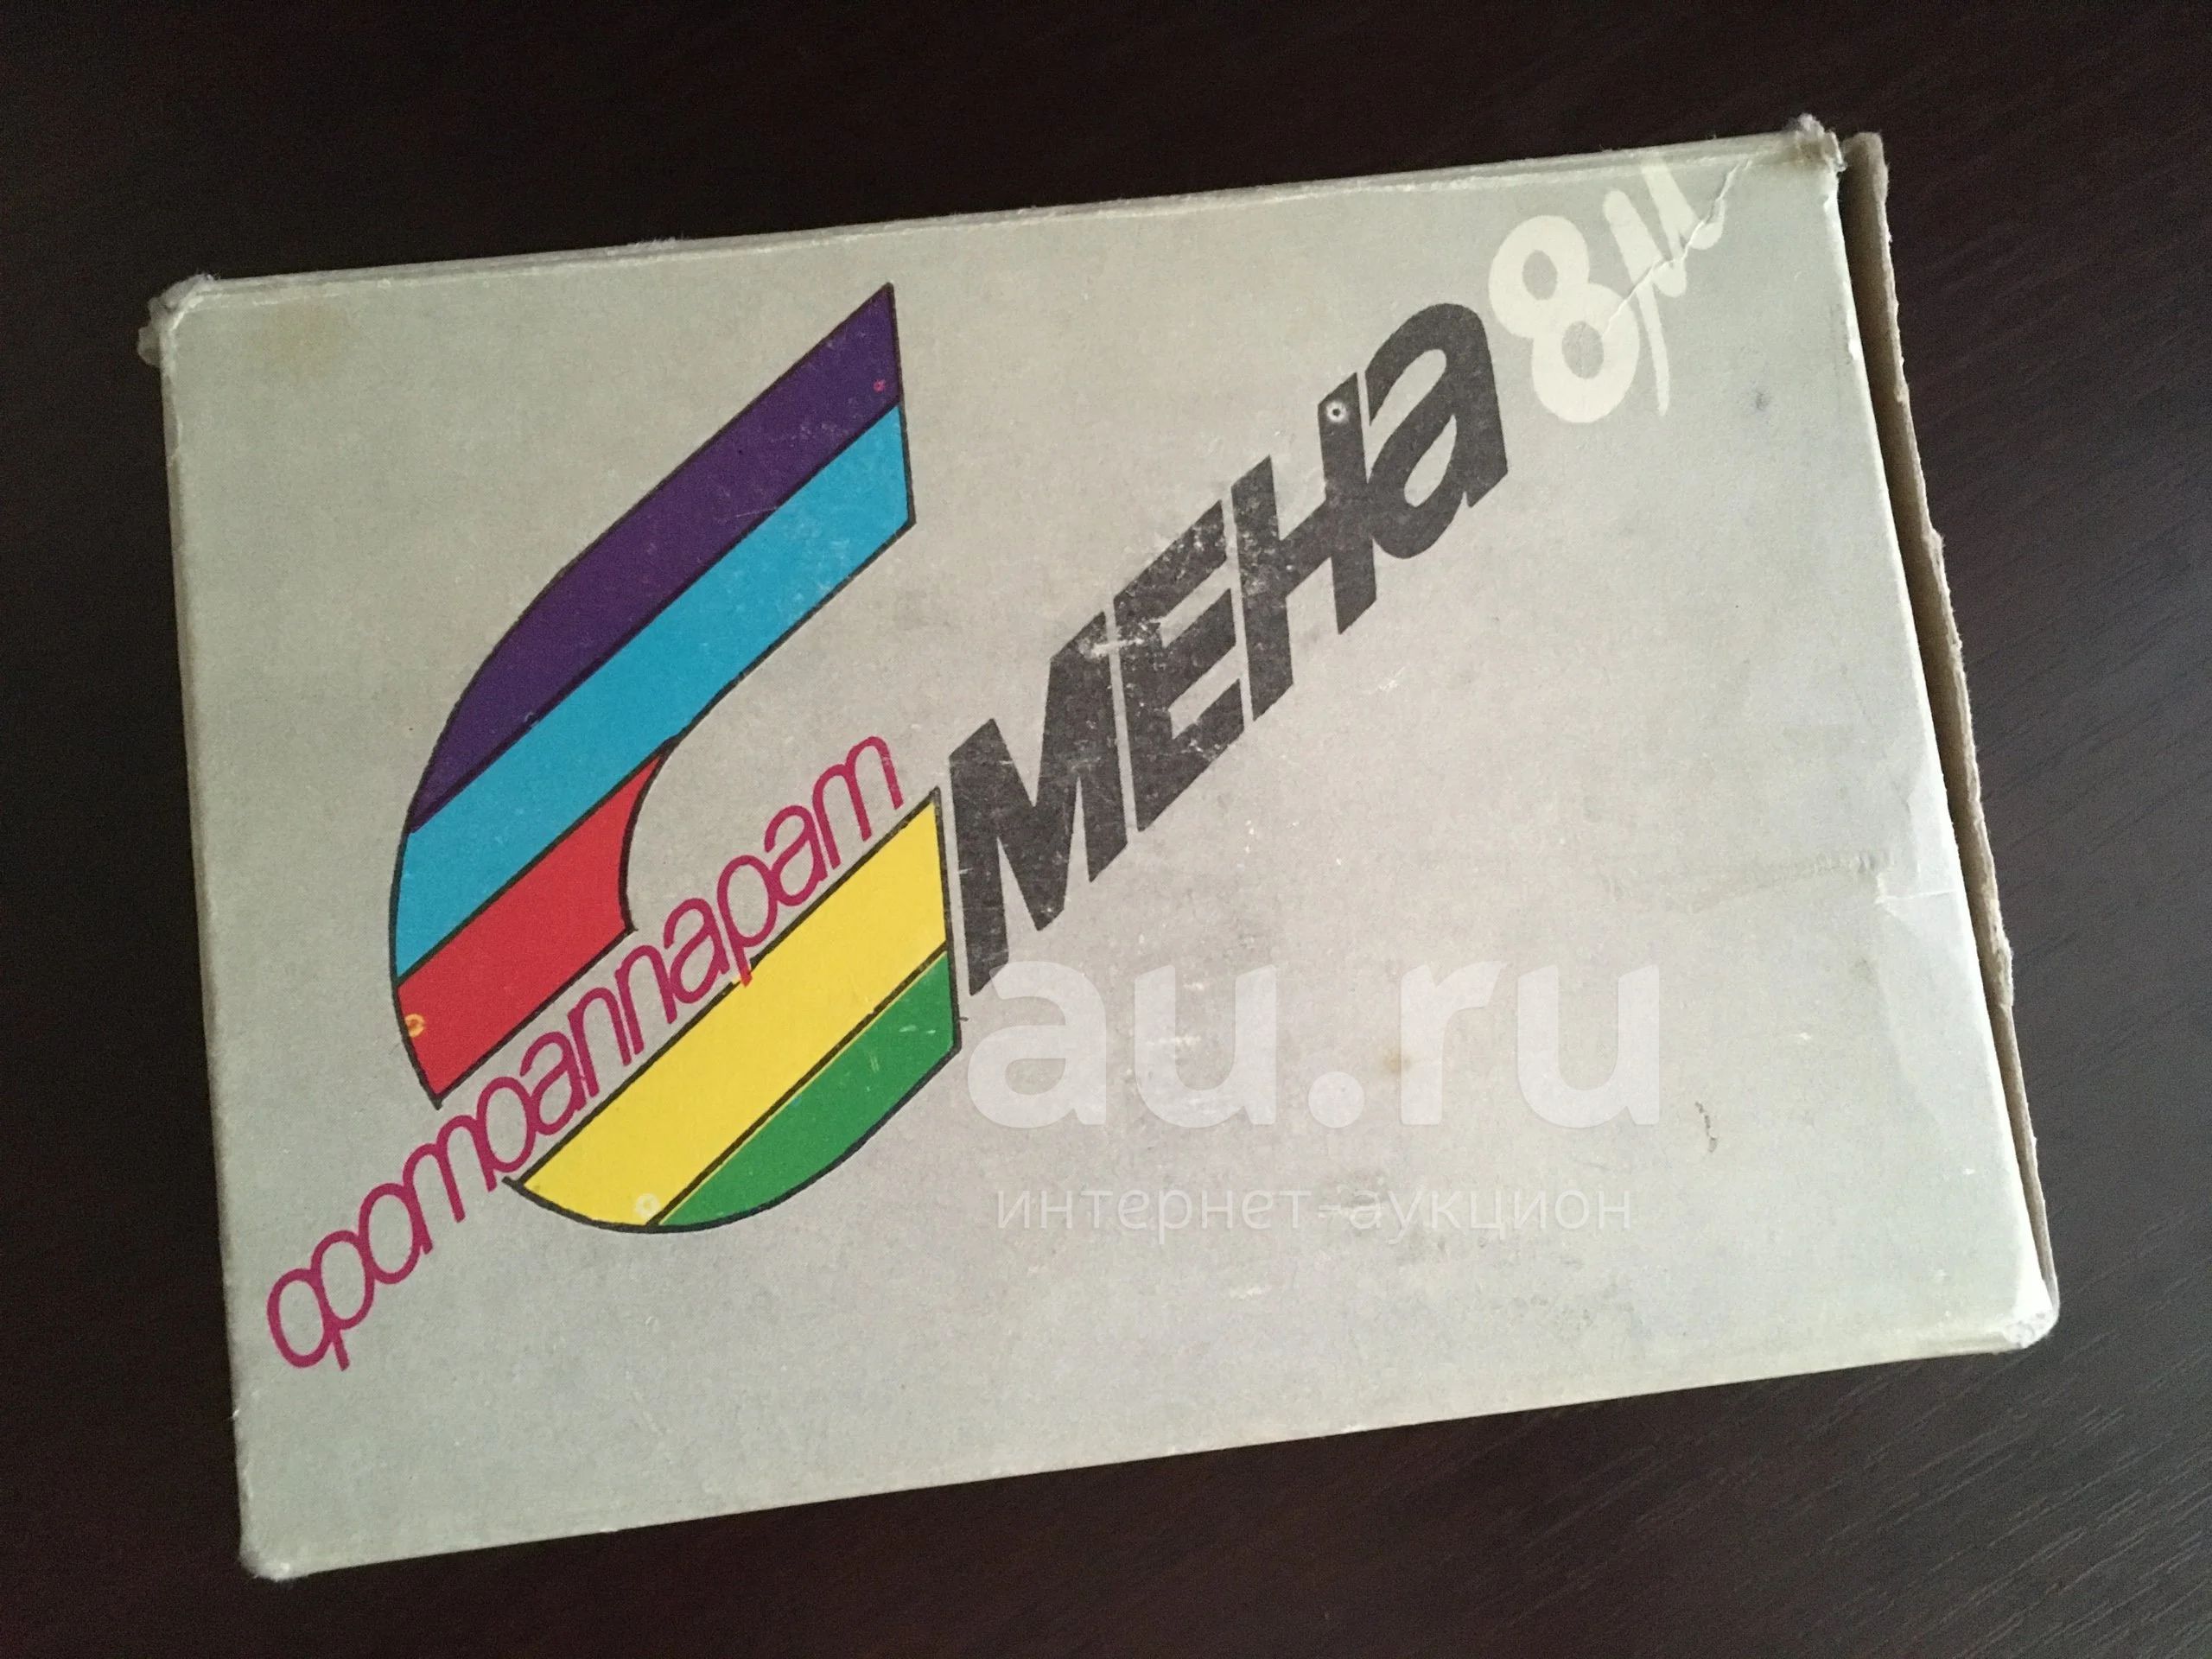 фотоаппарат
Смена 8м
au.ru
интернет-аукцион